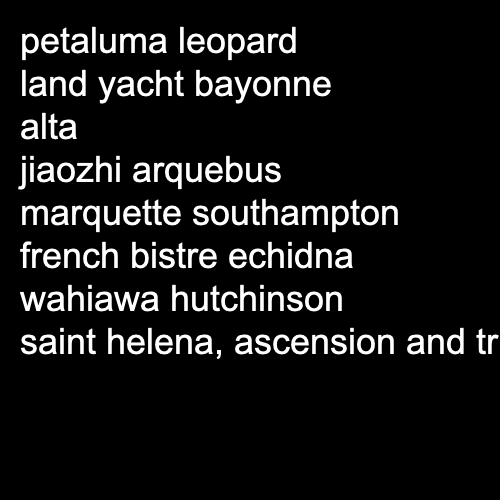 petaluma leopard
land yacht bayonne
alta
jiaozhi arquebus
marquette southampton
french bistre echidna
wahiawa hutchinson
saint helena, ascension and tr